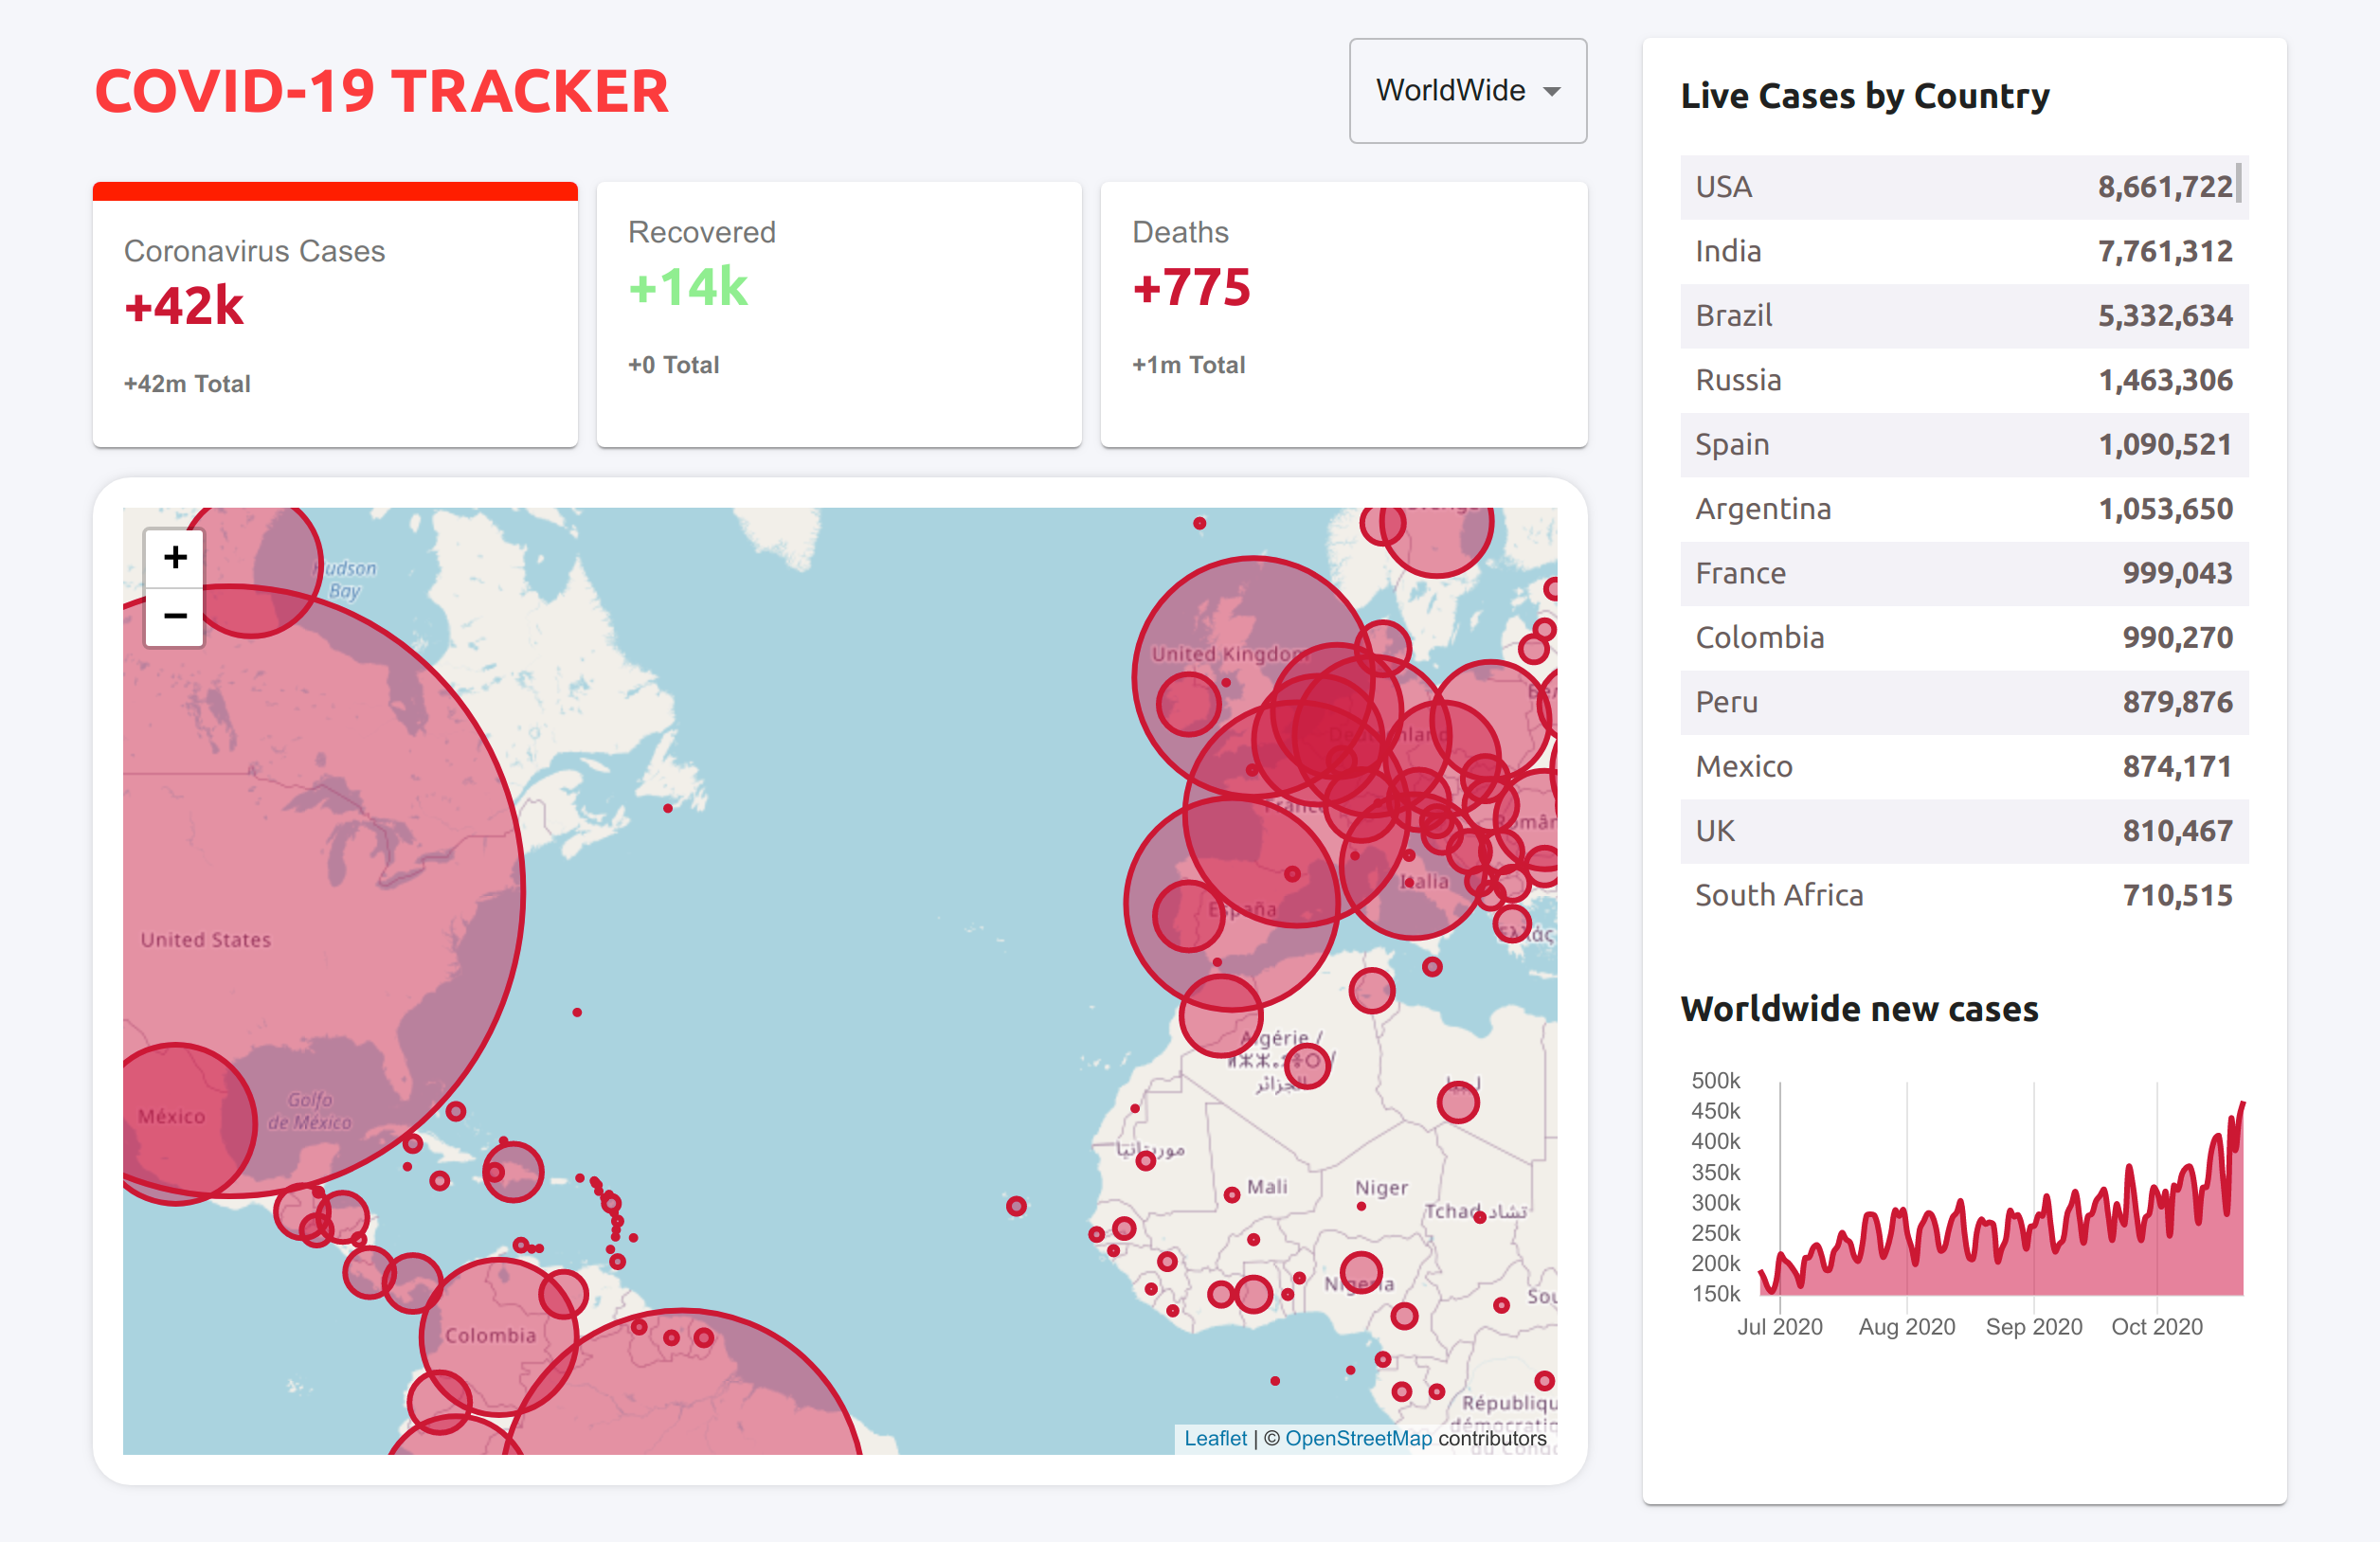 COVID-19 TRACKER
WorldWide
Coronavirus Cases
+42k
+42m Total
Recovered
+14k
+0 Total
Deaths
+775
+1m Total
+
−
Hudson
Bay
United Kingdom
Deutschland
France
România
Italia
España
Ελλάς
United States
Golfo
de México
México
Algérie /
الجزائر
ليبيا
موريتانيا
Mali
Niger
Tchad تشاد
Nigeria
Sou
Colombia
Républiqu
démocratiq
du Congo
Leaflet | © OpenStreetMap contributors
Live Cases by Country
USA 8,661,722
India 7,761,312
Brazil 5,332,634
Russia 1,463,306
Spain 1,090,521
Argentina 1,053,650
France 999,043
Colombia 990,270
Peru 879,876
Mexico 874,171
UK 810,467
South Africa 710,515
Worldwide new cases
500k
450k
400k
350k
300k
250k
200k
150k
Jul 2020 Aug 2020 Sep 2020 Oct 2020